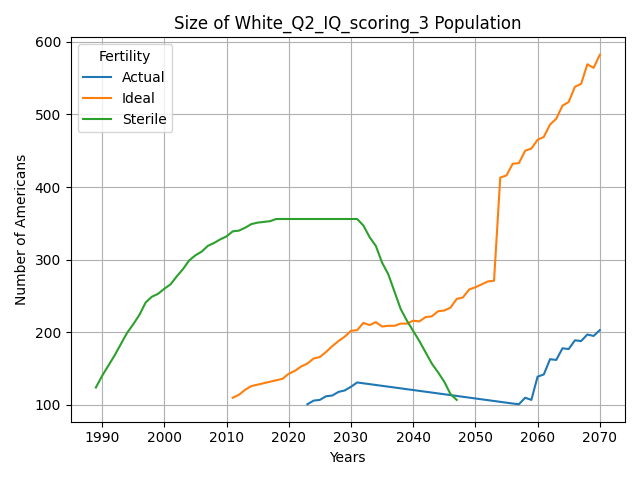 Size of White_Q2_IQ_scoring_3 Population
Number of Americans
600
500
400
300
200
100
Fertility
Actual
Ideal
Sterile
1990 2000 2010 2020 2030 2040 2050 2060 2070
Years